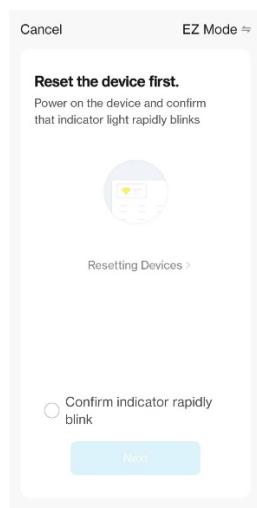 Cancel
EZ Mode
Reset the device first.
Power on the device and confirm
that indicator light rapidly blinks
Resetting Devices >
Confirm indicator rapidly
blink
Next